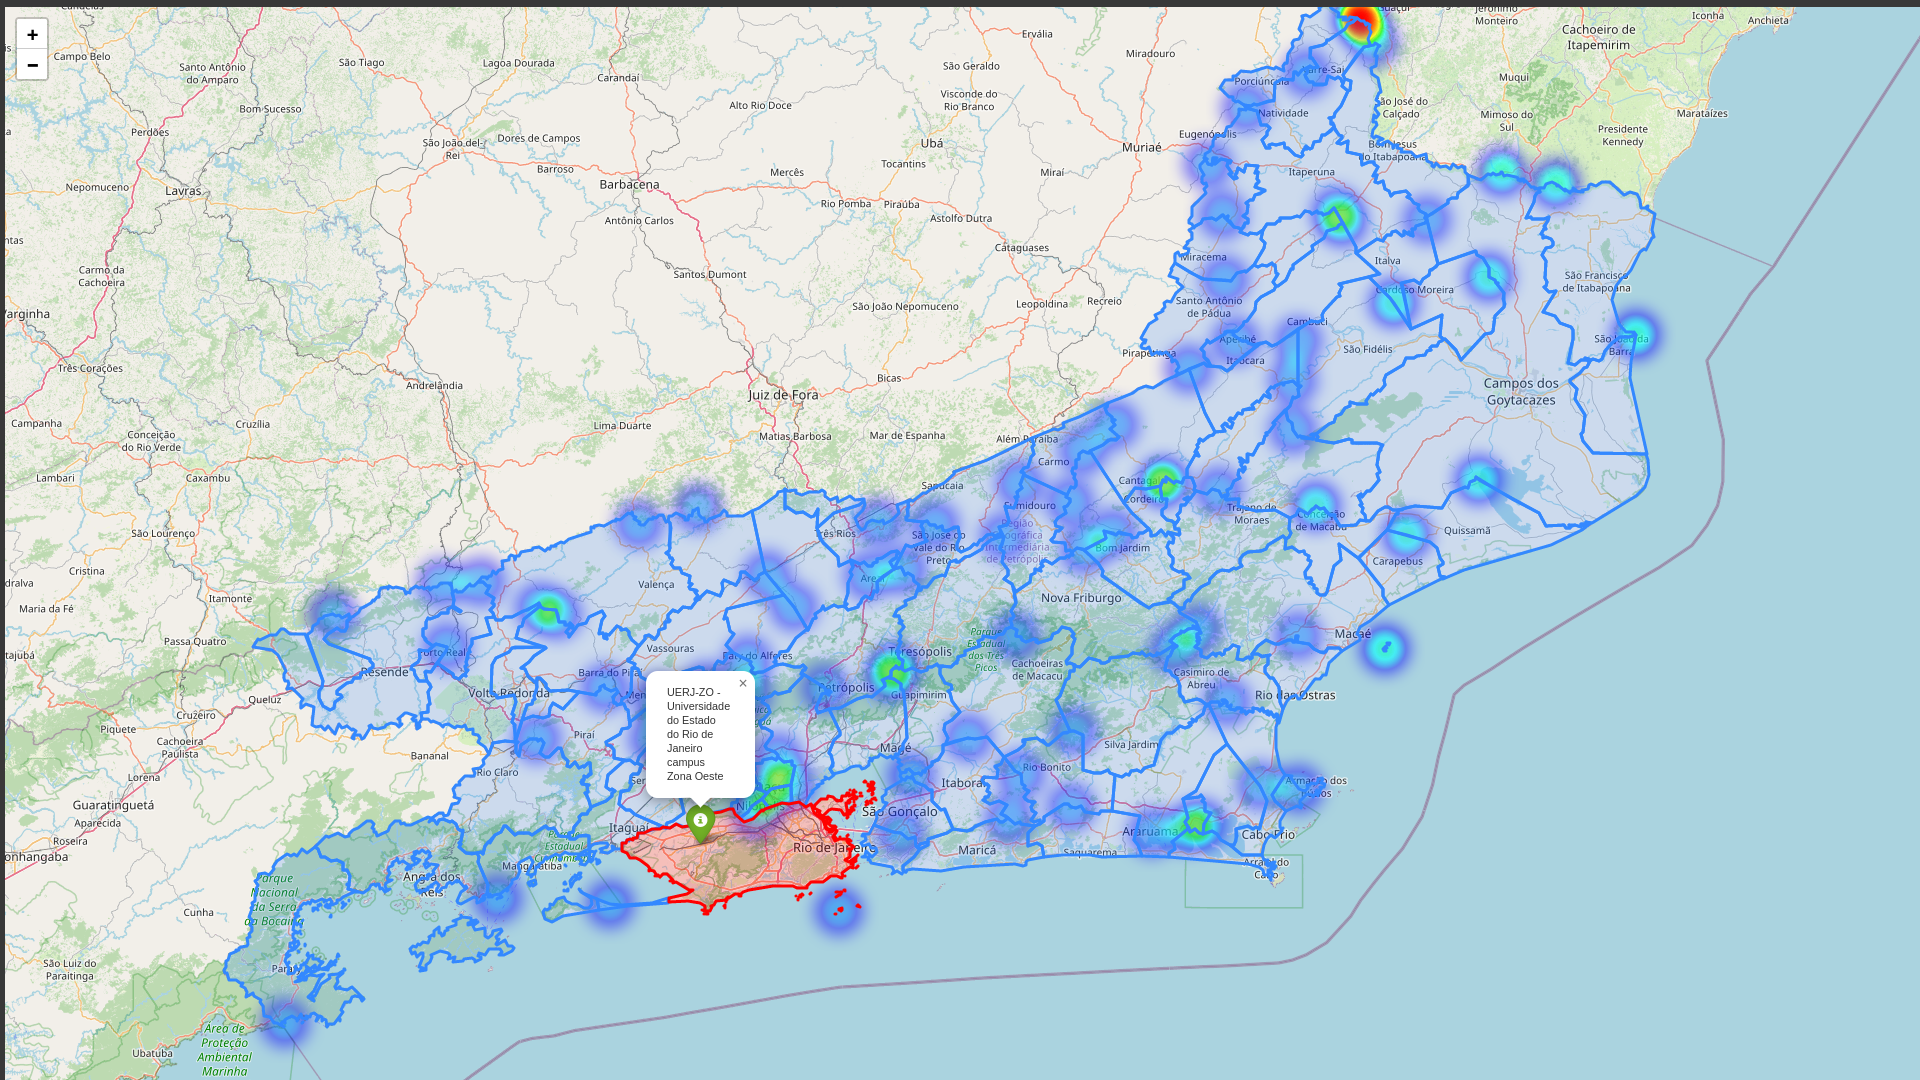 +
−
Campo Belo
Santo Antônio
do Amparo
São Tiago
Lagoa Dourada
Carandaí
Ervália
Miradouro
São Geraldo
Visconde do
Rio Branco
Alto Rio Doce
Bom Sucesso
Perdões
São João del-
Rei
Dores de Campos
Barroso
Ubá
Tocantins
Muriaé
Eugenópolis
Porciúncula
Natividade
Jerônimo
Monteiro
Iconha
Anchieta
Cachoeiro de
Itapemirim
Muqui
São José do
Calçado
Mimoso do
Sul
Marataízes
Presidente
Kennedy
Bom Jesus
do Itabapoana
Nepomuceno
Lavras
Barbacena
Mercês
Miraí
Itaperuna
Antônio Carlos
Rio Pomba
Piraúba
Astolfo Dutra
Cataguases
Carmo da
Cachoeira
Santos Dumont
Miracema
Italva
Cardoso Moreira
São Francisco
de Itabapoana
Varginha
São João Nepomuceno
Leopoldina
Recreio
Santo Antônio
de Pádua
Cambuci
Aperibé
Itaocara
São Fidélis
São João da
Barra
Três Corações
Andrelândia
Juiz de Fora
Bicas
Pirapetinga
Campos dos
Goytacazes
Campanha
Conceição
do Rio Verde
Cruzília
Lima Duarte
Matias Barbosa
Mar de Espanha
Além Paraíba
Carmo
Lambari
Caxambu
Sapucaia
Cantagalo
Cordeiro
Sumidouro
Trajano de
Moraes
Conceição
de Macabu
Quissamã
São Lourenço
Três Rios
São José do
Vale do Rio
Preto
Região
Geográfica
Intermediária
de Petrópolis
Bom Jardim
Carapebus
Cristina
Itamonte
Maria da Fé
Valença
Areal
Nova Friburgo
Passa Quatro
Porto Real
Resende
Vassouras
Paty do Alferes
Teresópolis
Parque
Estadual
dos Três
Picos
Cachoeiras
de Macacu
Macaé
Casimiro de
Abreu
Rio das Ostras
Queluz
Volta Redonda
Barra do Piraí
Petrópolis
Guapimirim
Cruzeiro
Piquete
Cachoeira
Paulista
Bananal
Piraí
Magé
Silva Jardim
Lorena
Rio Claro
Rio Bonito
Armação dos
Búzios
×
UERJ-ZO -
Universidade
do Estado
do Rio de
Janeiro
campus
Zona Oeste
Guaratinguetá
Aparecida
Roseira
Nilópolis
São Gonçalo
Itaguaí
Rio de Janeiro
Maricá
Saquarema
Araruama
Cabo Frio
Arraial do
Cabo
Mangaratiba
Angra dos
Reis
Parque
Nacional
da Serra
da Bocaina
Cunha
São Luiz do
Paraitinga
Paraty
Área de
Proteção
Ambiental
Marinha
Ubatuba